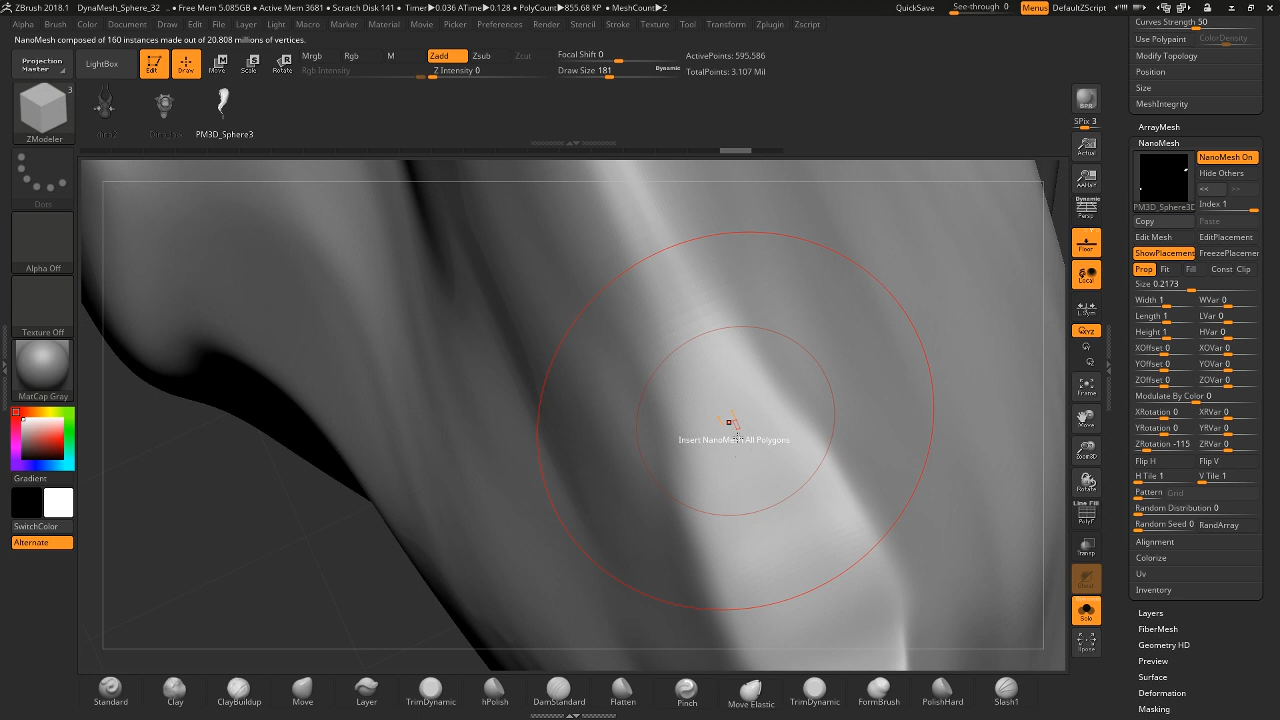 ZBrush 2018.1 DynaMesh_Sphere_32 .. • Free Mem 5.085GB • Active Mem 3681 • Scratch Disk 141 • Timer▶0.036 ATime▶0.128 • PolyCount▶855.68 KP • MeshCount▶2
QuickSave See-through 0 Menus DefaultZScript
Alpha Brush Color Document Draw Edit File Layer Light Macro Marker Material Movie Picker Preferences Render Stencil Stroke Texture Tool Transform Zplugin Zscript
NanoMesh composed of 160 instances made out of 20.808 millions of vertices.
Projection
Master
LightBox
Edit
Draw
Move
Scale
Rotate
Mrgb Rgb M
Rgb Intensity
Zadd Zsub Zcut
Z Intensity 0
Focal Shift 0
Draw Size 181
Dynamic
ActivePoints: 595,586
TotalPoints: 3.107 Mil
3
ZModeler
PM3D_Sphere3
Dots
Alpha Off
Texture Off
MatCap Gray
Gradient
SwitchColor
Alternate
Insert NanoMesh All Polygons
BPR
SPix 3
Actual
AAHalf
Dynamic
Persp
Floor
Local
L.Sym
XYZ
Frame
Move
Zoom3D
Rotate
Line Fill
PolyF
Transp
Ghost
Dynamic
Solo
Xpose
Curves Strength 50
Use Polypaint ColorDensity
Modify Topology
Position
Size
MeshIntegrity
ArrayMesh
NanoMesh
NanoMesh On
Hide Others
<< >>
PM3D_Sphere3D
Index 1
Copy Paste
Edit Mesh EditPlacement
ShowPlacement FreezePlacemer
Prop Fit Fill Const Clip
Size 0.2173
Width 1 WVar 0
Length 1 LVar 0
Height 1 HVar 0
XOffset 0 XOVar 0
YOffset 0 YOVar 0
ZOffset 0 ZOVar 0
Modulate By Color 0
XRotation 0 XRVar 0
YRotation 0 YRVar 0
ZRotation -115 ZRVar 0
Flip H Flip V
H Tile 1 V Tile 1
Pattern Grid
Random Distribution 0
Random Seed 0 RandArray
Alignment
Colorize
Uv
Inventory
Layers
FiberMesh
Geometry HD
Preview
Surface
Deformation
Masking
Standard Clay ClayBuildup Move Layer TrimDynamic hPolish DamStandard Flatten Pinch Move Elastic TrimDynamic FormBrush PolishHard Slash1